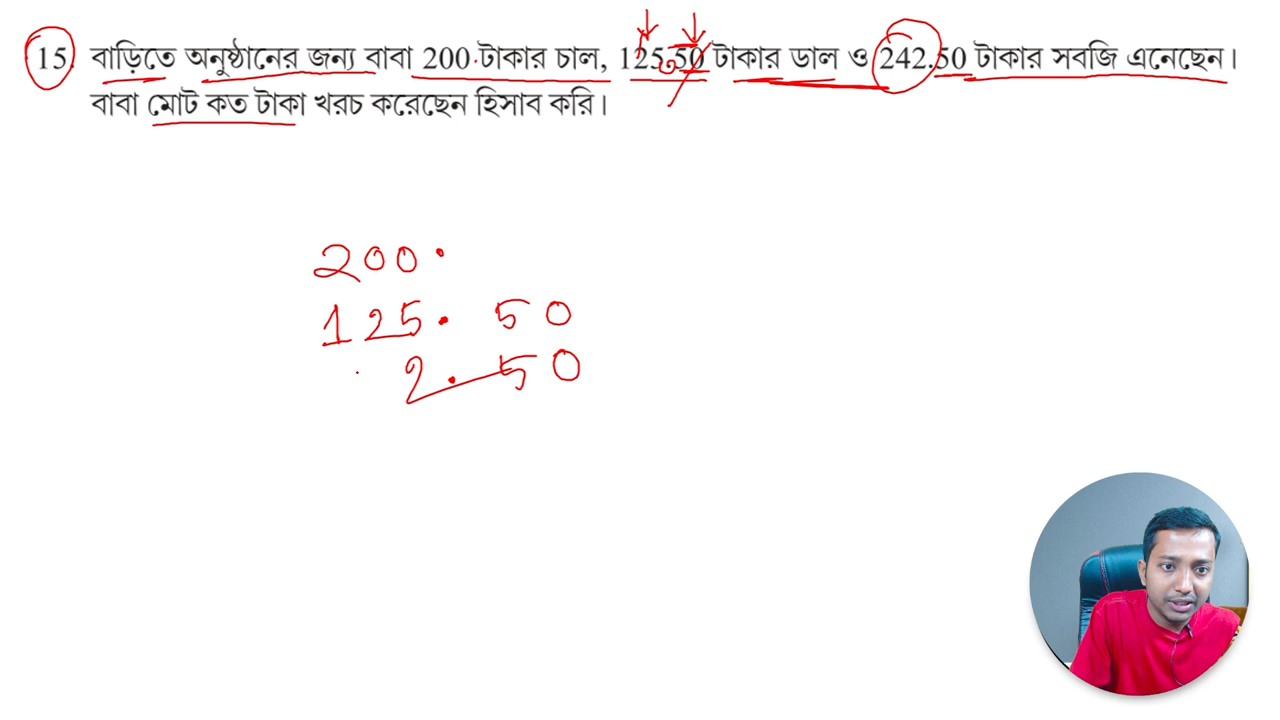 15. বাড়িতে অনুষ্ঠানের জন্য বাবা 200 টাকার চাল, 125.50 টাকার ডাল ও 242.50 টাকার সবজি এনেছেন।
বাবা মোট কত টাকা খরচ করেছেন হিসাব করি।
200.
125. 50
2. 50